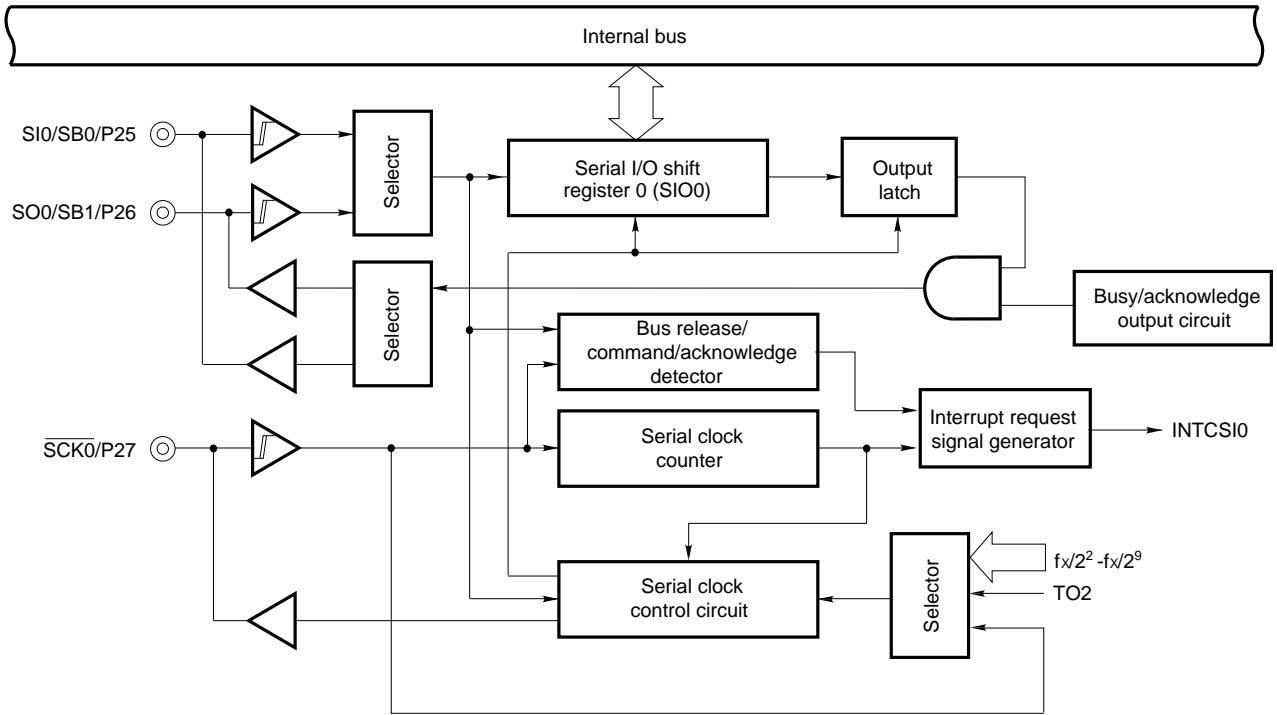 Internal bus
SI0/SB0/P25
Selector
Serial I/O shift
register 0 (SIO0)
Output
latch
SO0/SB1/P26
Selector
Busy/acknowledge
output circuit
Bus release/
command/acknowledge
detector
SCK0/P27
Serial clock
counter
Interrupt request
signal generator
INTCSI0
Serial clock
control circuit
Selector
fx/2² -fx/2⁹
TO2